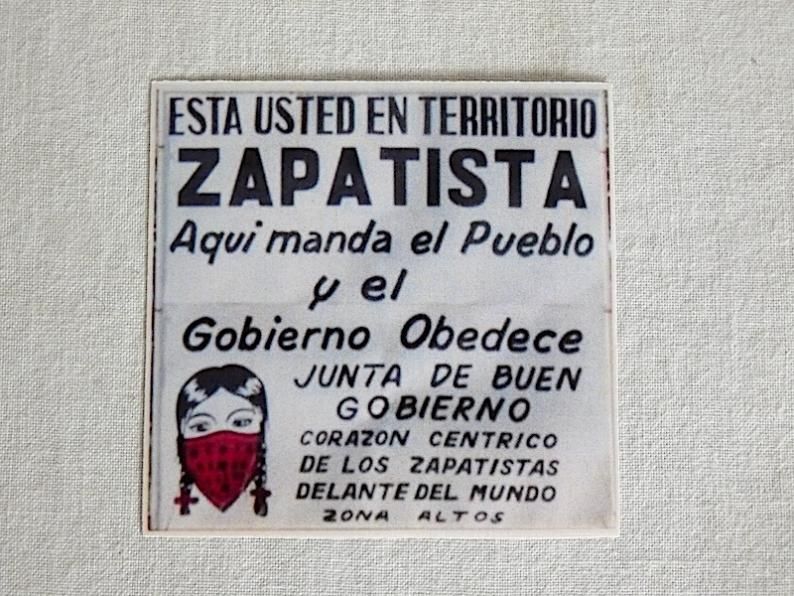 ESTA USTED EN TERRITORIO
ZAPATISTA
Aqui manda el Pueblo
y el
Gobierno Obedece
JUNTA DE BUEN
GOBIERNO
CORAZON CENTRICO
DE LOS ZAPATISTAS
DELANTE DEL MUNDO
ZONA ALTOS